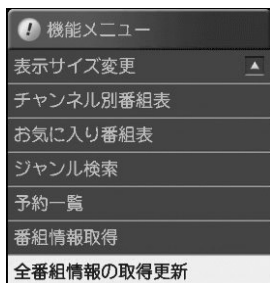 機能メニュー
表示サイズ変更
チャンネル別番組表
お気に入り番組表
ジャンル検索
予約一覧
番組情報取得
全番組情報の取得更新